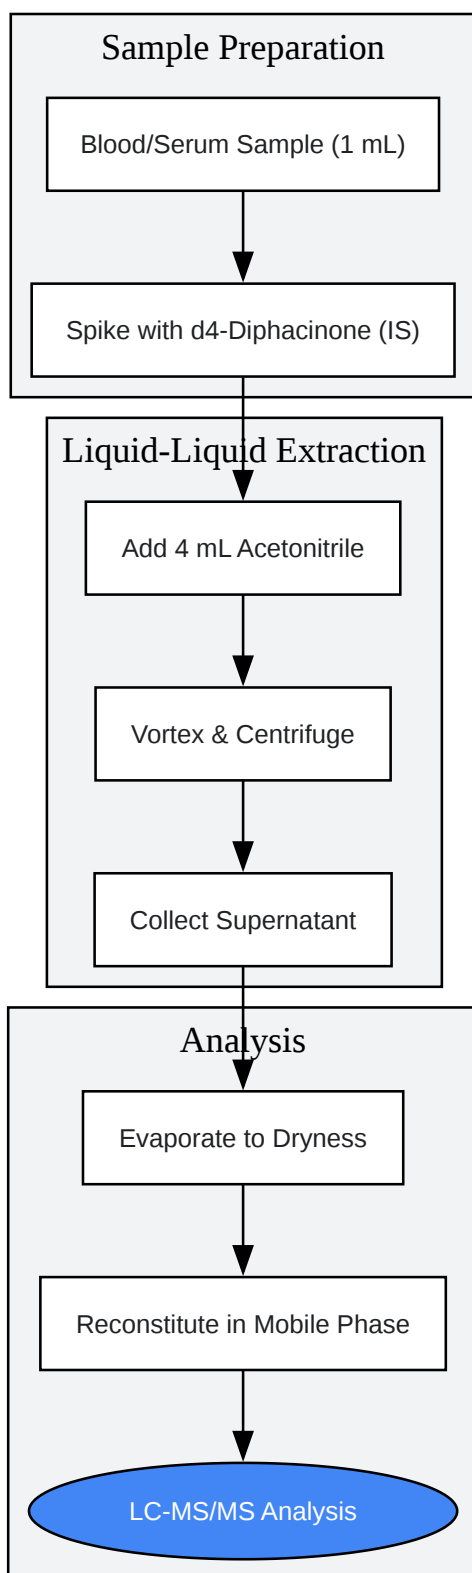 Sample Preparation
Blood/Serum Sample (1 mL)
Spike with d4-Diphacinone (IS)
Liquid-Liquid Extraction
Add 4 mL Acetonitrile
Vortex & Centrifuge
Collect Supernatant
Analysis
Evaporate to Dryness
Reconstitute in Mobile Phase
LC-MS/MS Analysis